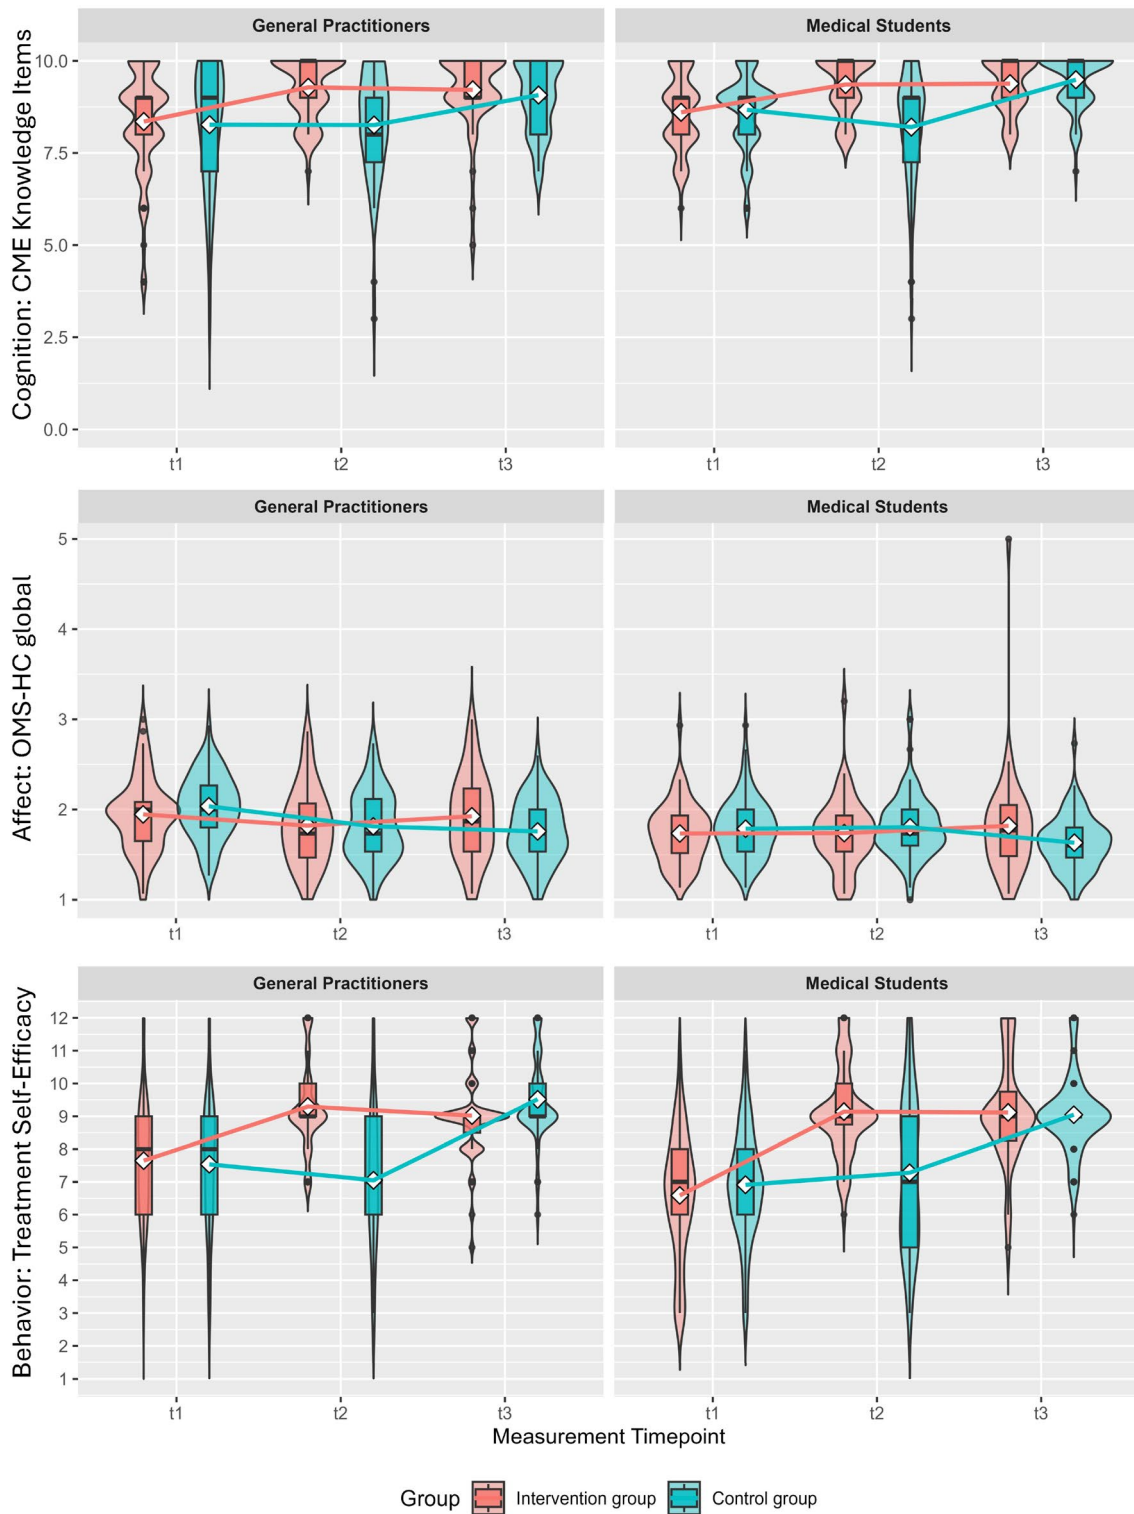 General Practitioners
Medical Students
Cognition: CME Knowledge Items
10.0
7.5
5.0
2.5
0.0
t1
t2
t3
t1
t2
t3
General Practitioners
Medical Students
Affect: OMS-HC global
5
4
3
2
1
t1
t2
t3
t1
t2
t3
General Practitioners
Medical Students
Behavior: Treatment Self-Efficacy
12
11
10
9
8
7
6
5
4
3
2
1
t1
t2
t3
t1
t2
t3
Measurement Timepoint
Group Intervention group Control group